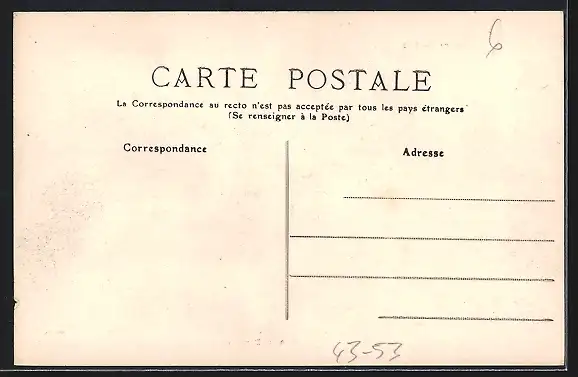 6
CARTE POSTALE
La Correspondance au recto n'est pas acceptée par tous les pays étrangers
(Se renseigner à la Poste)
Correspondance
Adresse
43-53